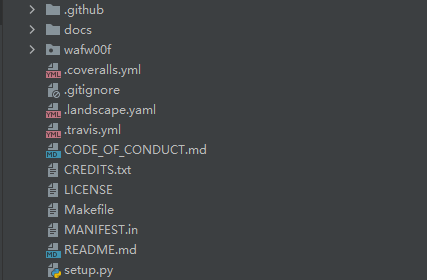 .github
docs
wafw00f
.coveralls.yml
.gitignore
.landscape.yaml
.travis.yml
CODE_OF_CONDUCT.md
CREDITS.txt
LICENSE
Makefile
MANIFEST.in
README.md
setup.py